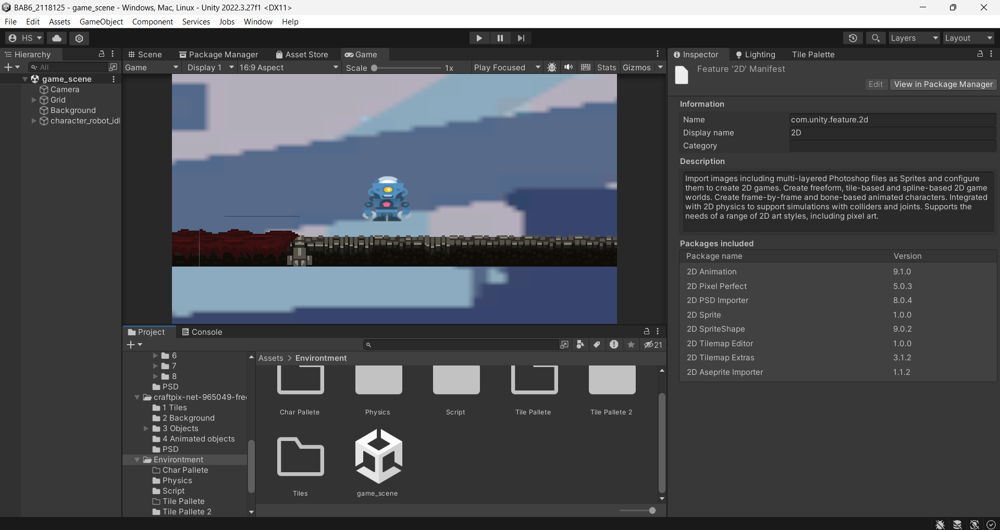 BAB6_2118125 - game_scene - Windows, Mac, Linux - Unity 2022.3.27f1 <DX11>
File Edit Assets GameObject Component Services Jobs Window Help
HS Layers Layout
Hierarchy
All
game_scene
Camera
Grid
Background
character_robot_idl
Scene Package Manager Asset Store Game
Game Display 1 16:9 Aspect Scale 1x Play Focused Stats Gizmos
Project Console
21
6
7
8
PSD
craftpix-net-965049-fre
1 Tiles
2 Background
3 Objects
4 Animated objects
PSD
Environtment
Char Pallete
Physics
Script
Tile Pallete
Tile Pallete 2
Assets > Environtment
Char Pallete Physics Script Tile Pallete Tile Pallete 2
Tiles game_scene
Inspector Lighting Tile Palette
Feature '2D' Manifest
Edit View in Package Manager
Information
Name com.unity.feature.2d
Display name 2D
Category
Description
Import images including multi-layered Photoshop files as Sprites and configure
them to create 2D games. Create freeform, tile-based and spline-based 2D game
worlds. Create frame-by-frame and bone-based animated characters. Integrated
with 2D physics to support simulations with colliders and joints. Supports the
needs of a range of 2D art styles, including pixel art.
Packages included
Package name Version
2D Animation 9.1.0
2D Pixel Perfect 5.0.3
2D PSD Importer 8.0.4
2D Sprite 1.0.0
2D SpriteShape 9.0.2
2D Tilemap Editor 1.0.0
2D Tilemap Extras 3.1.2
2D Aseprite Importer 1.1.2